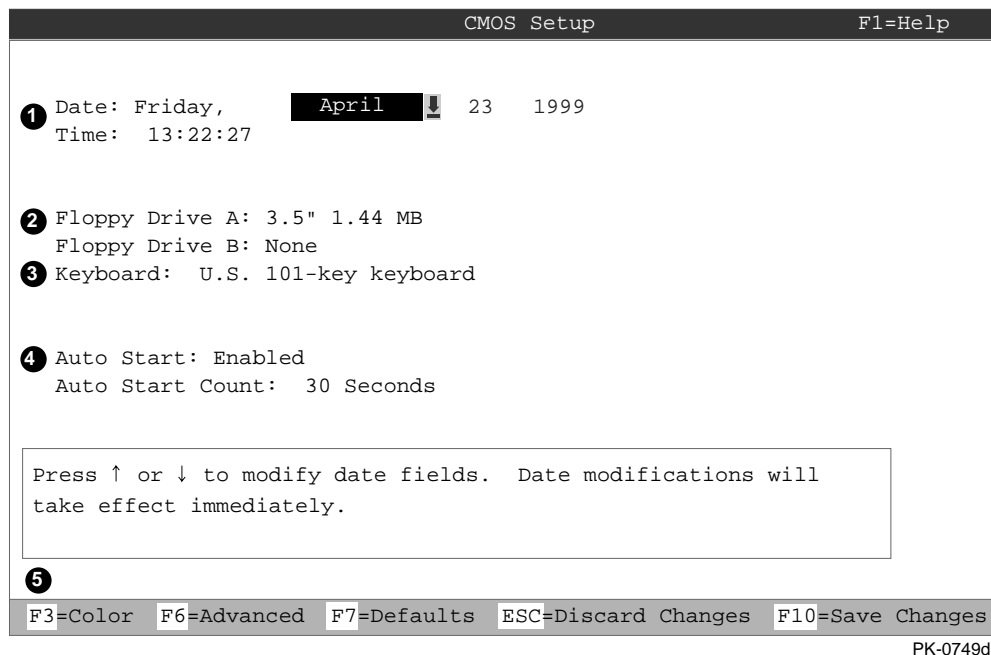 CMOS Setup F1=Help
1 Date: Friday, April 23 1999
Time: 13:22:27
2 Floppy Drive A: 3.5" 1.44 MB
Floppy Drive B: None
3 Keyboard: U.S. 101-key keyboard
4 Auto Start: Enabled
Auto Start Count: 30 Seconds
Press ↑ or ↓ to modify date fields. Date modifications will
take effect immediately.
5
F3=Color F6=Advanced F7=Defaults ESC=Discard Changes F10=Save Changes
PK-0749d